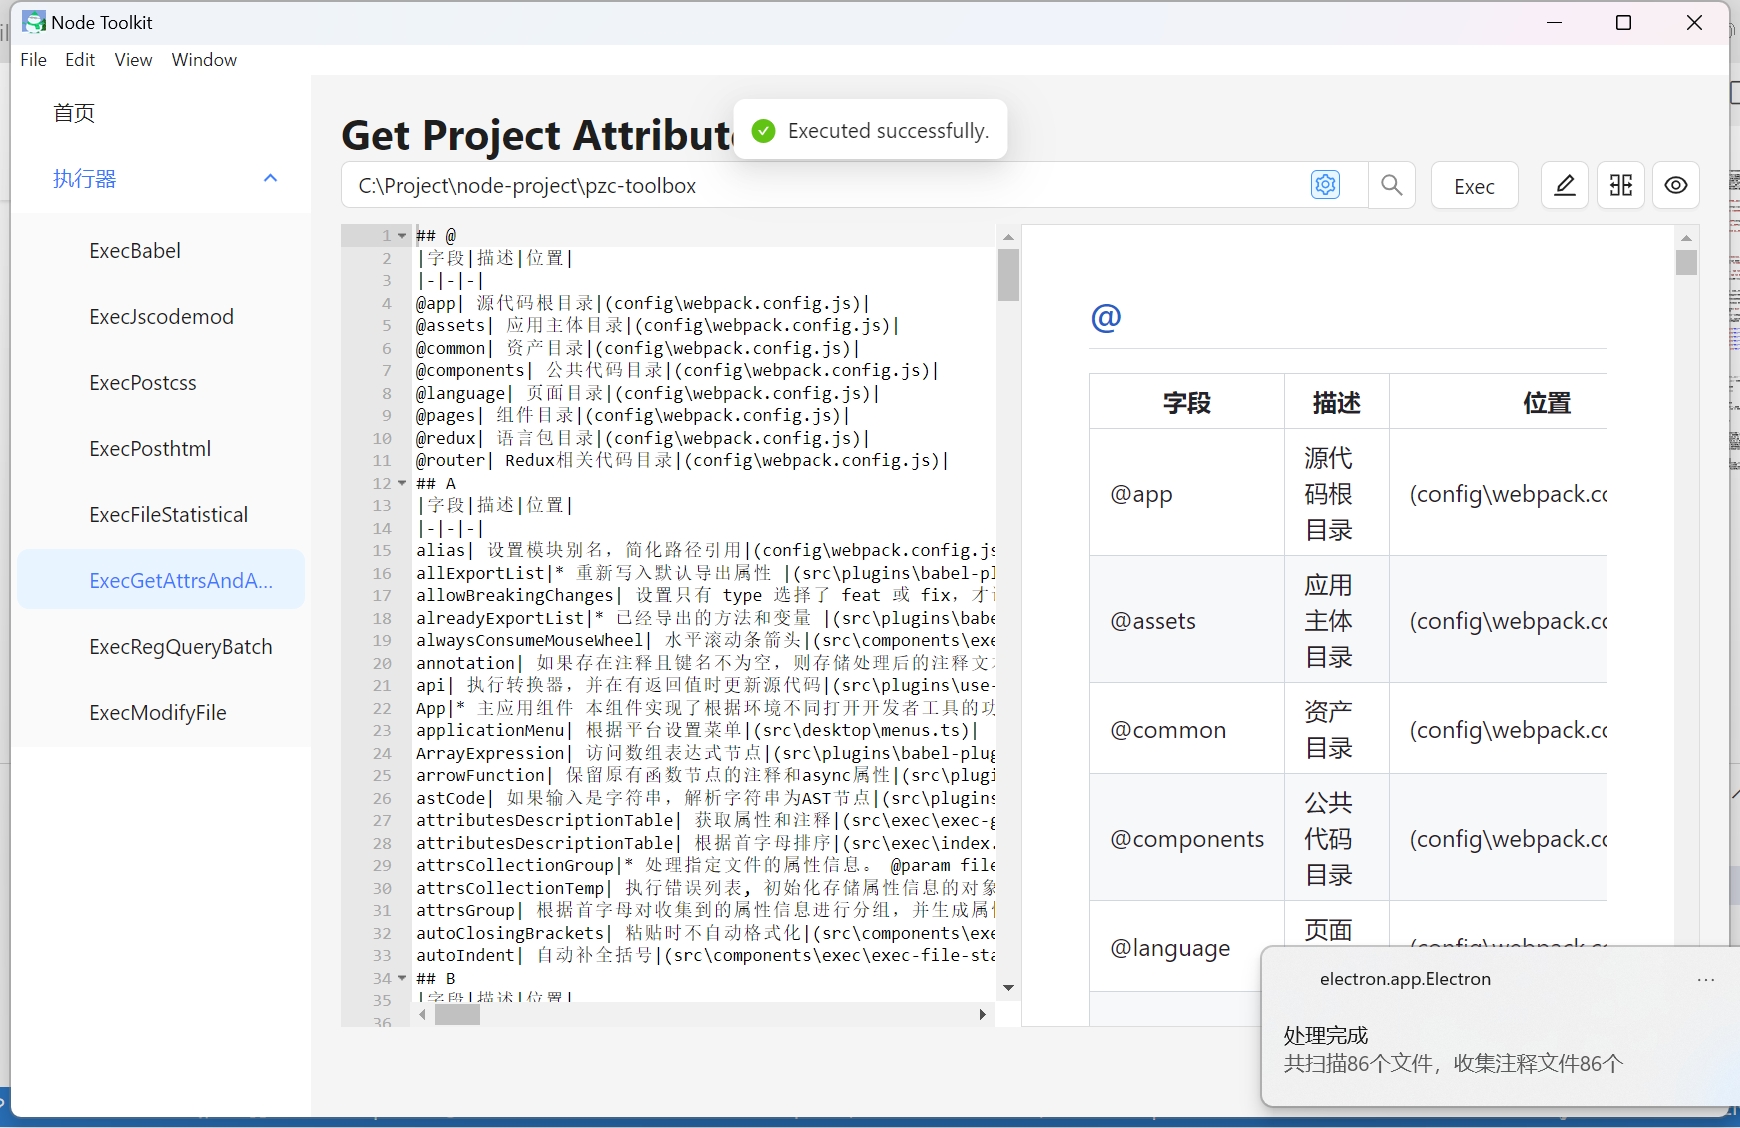 Node Toolkit
File Edit View Window
首页
执行器
ExecBabel
ExecJscodemod
ExecPostcss
ExecPosthtml
ExecFileStatistical
ExecGetAttrsAndA...
ExecRegQueryBatch
ExecModifyFile
Get Project Attribut
Executed successfully.
C:\Project\node-project\pzc-toolbox
Exec
1 ## @
2 |字段|描述|位置|
3 |-|-|-|
4 @app| 源代码根目录|(config\webpack.config.js)|
5 @assets| 应用主体目录|(config\webpack.config.js)|
6 @common| 资产目录|(config\webpack.config.js)|
7 @components| 公共代码目录|(config\webpack.config.js)|
8 @language| 页面目录|(config\webpack.config.js)|
9 @pages| 组件目录|(config\webpack.config.js)|
10 @redux| 语言包目录|(config\webpack.config.js)|
11 @router| Redux相关代码目录|(config\webpack.config.js)|
12 ## A
13 |字段|描述|位置|
14 |-|-|-|
15 alias| 设置模块别名，简化路径引用|(config\webpack.config.js
16 allExportList|* 重新写入默认导出属性 |(src\plugins\babel-pl
17 allowBreakingChanges| 设置只有 type 选择了 feat 或 fix，才
18 alreadyExportList|* 已经导出的方法和变量 |(src\plugins\babe
19 alwaysConsumeMouseWheel| 水平滚动条箭头|(src\components\exe
20 annotation| 如果存在注释且键名不为空，则存储处理后的注释文
21 api| 执行转换器，并在有返回值时更新源代码|(src\plugins\use-
22 App|* 主应用组件 本组件实现了根据环境不同打开开发者工具的功
23 applicationMenu| 根据平台设置菜单|(src\desktop\menus.ts)|
24 ArrayExpression| 访问数组表达式节点|(src\plugins\babel-plug
25 arrowFunction| 保留原有函数节点的注释和async属性|(src\plugi
26 astCode| 如果输入是字符串，解析字符串为AST节点|(src\plugins
27 attributesDescriptionTable| 获取属性和注释|(src\exec\exec-g
28 attributesDescriptionTable| 根据首字母排序|(src\exec\index.
29 attrsCollectionGroup|* 处理指定文件的属性信息。 @param file
30 attrsCollectionTemp| 执行错误列表, 初始化存储属性信息的对象
31 attrsGroup| 根据首字母对收集到的属性信息进行分组，并生成属
32 autoClosingBrackets| 粘贴时不自动格式化|(src\components\exe
33 autoIndent| 自动补全括号|(src\components\exec\exec-file-sta
34 ## B
35 |字段|描述|位置|
36
@
字段 描述 位置
@app 源代码根目录 (config\webpack.co
@assets 应用主体目录 (config\webpack.co
@common 资产目录 (config\webpack.co
@components 公共代码目录 (config\webpack.co
@language 页面 (config\webpack.co
electron.app.Electron
处理完成
共扫描86个文件，收集注释文件86个